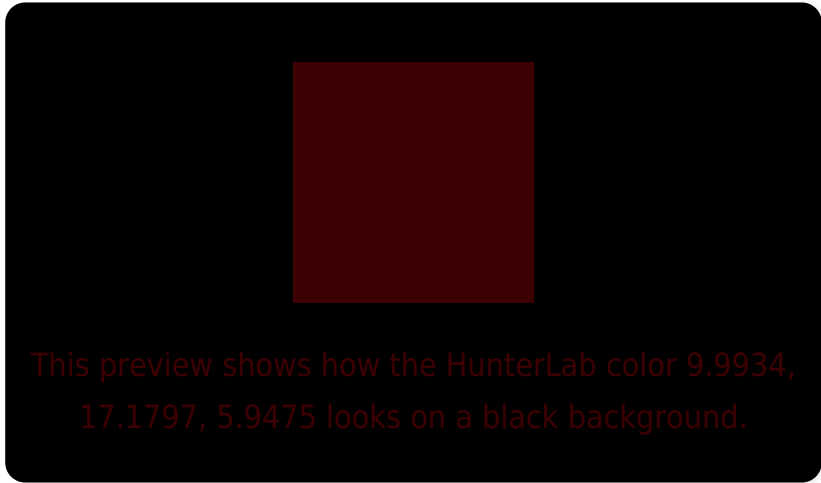 This preview shows how the HunterLab color 9.9934,
17.1797, 5.9475 looks on a black background.